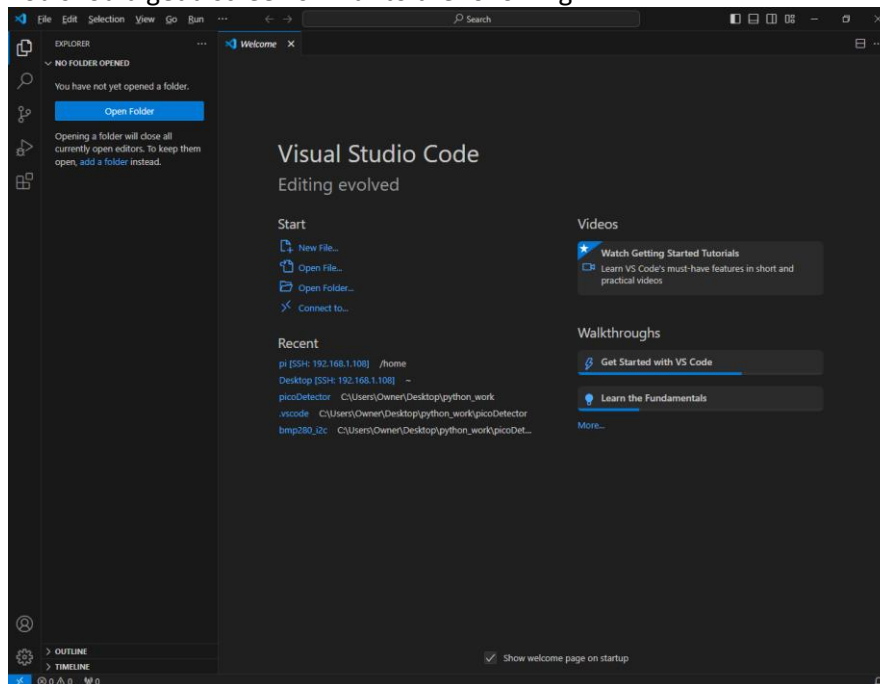 File Edit Selection View Go Run ... Search
EXPLORER ...
Welcome
NO FOLDER OPENED
You have not yet opened a folder.
Open Folder
Opening a folder will close all
currently open editors. To keep them
open, add a folder instead.
Visual Studio Code
Editing evolved
Start
New File...
Open File...
Open Folder...
Connect to...
Recent
pi [SSH: 192.168.1.108] /home
Desktop [SSH: 192.168.1.108] ~
picoDetector C:\Users\Owner\Desktop\python_work
.vscode C:\Users\Owner\Desktop\python_work\picoDetector
bmp280_i2c C:\Users\Owner\Desktop\python_work\picoDet...
Videos
Watch Getting Started Tutorials
Learn VS Code's must-have features in short and
practical videos
Walkthroughs
Get Started with VS Code
Learn the Fundamentals
More...
OUTLINE
TIMELINE
Show welcome page on startup
0 0 0